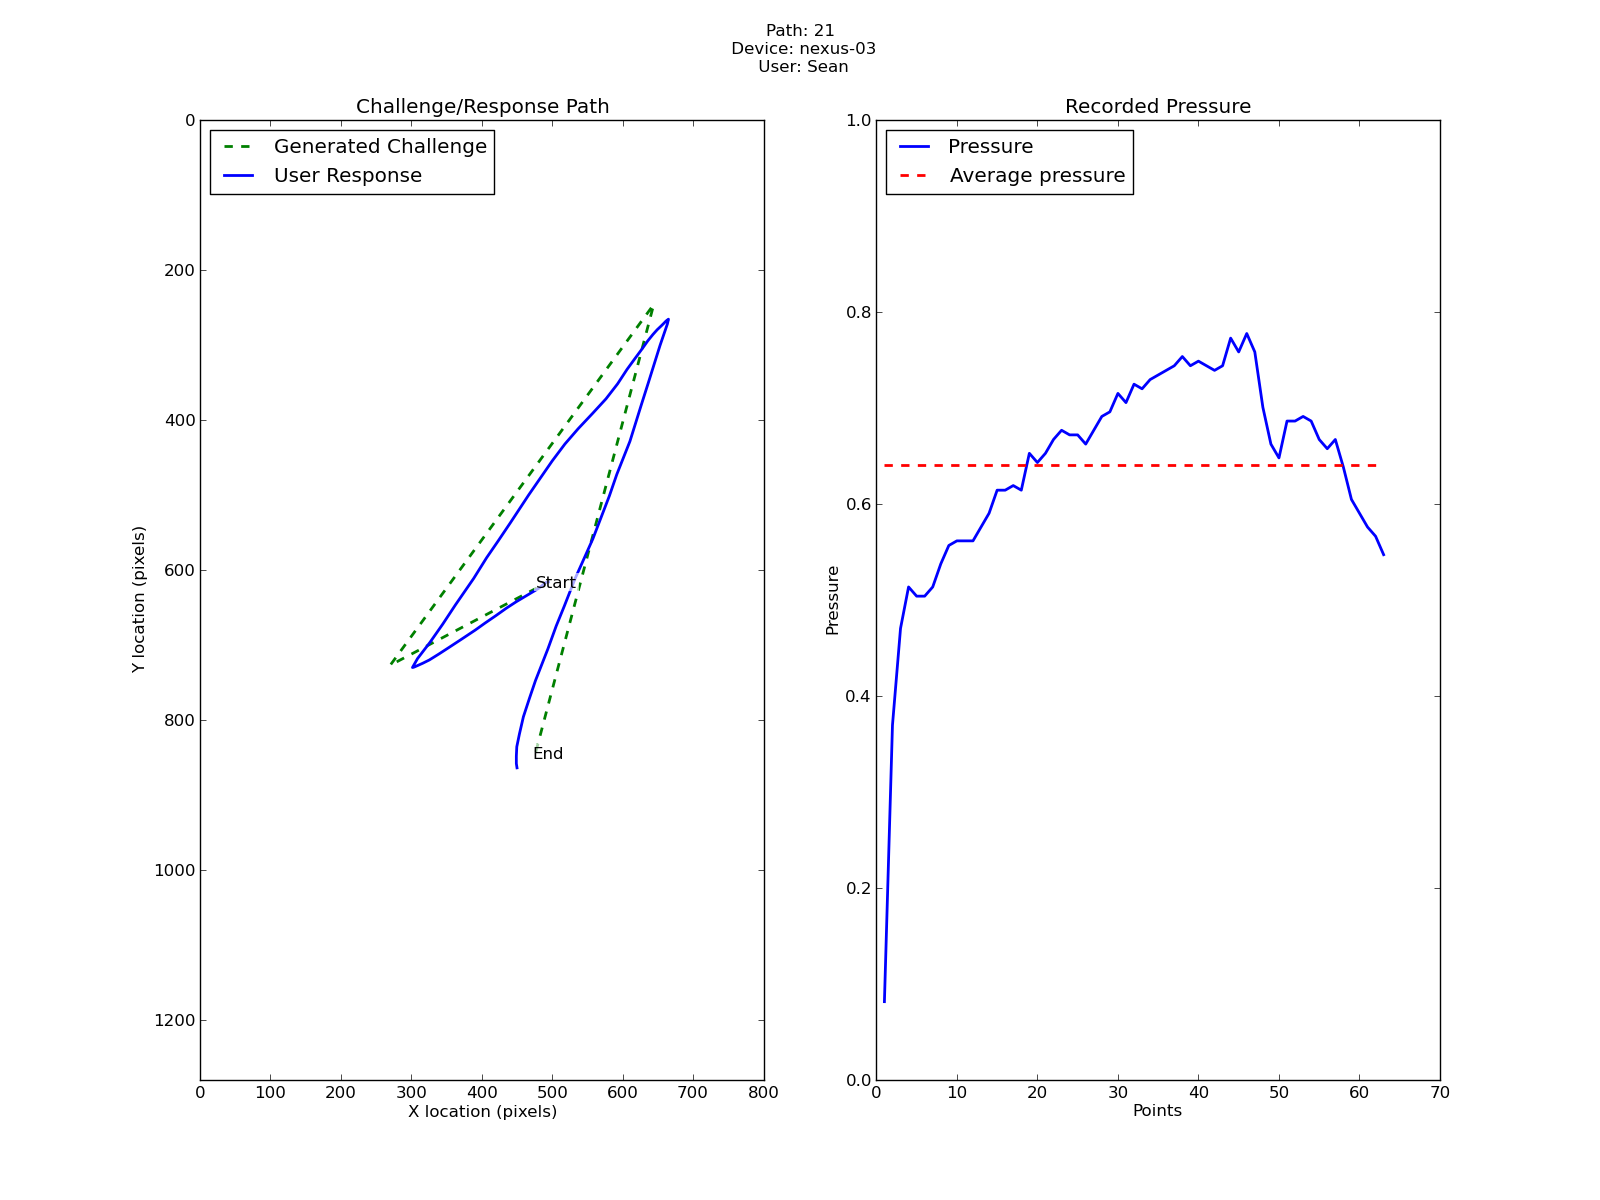 Path: 21
Device: nexus-03
User: Sean
Challenge/Response Path
Generated Challenge
User Response
0
200
400
600
800
1000
1200
Y location (pixels)
Start
End
0 100 200 300 400 500 600 700 800
X location (pixels)
Recorded Pressure
Pressure
Average pressure
1.0
0.8
0.6
0.4
0.2
0.0
Pressure
0 10 20 30 40 50 60 70
Points